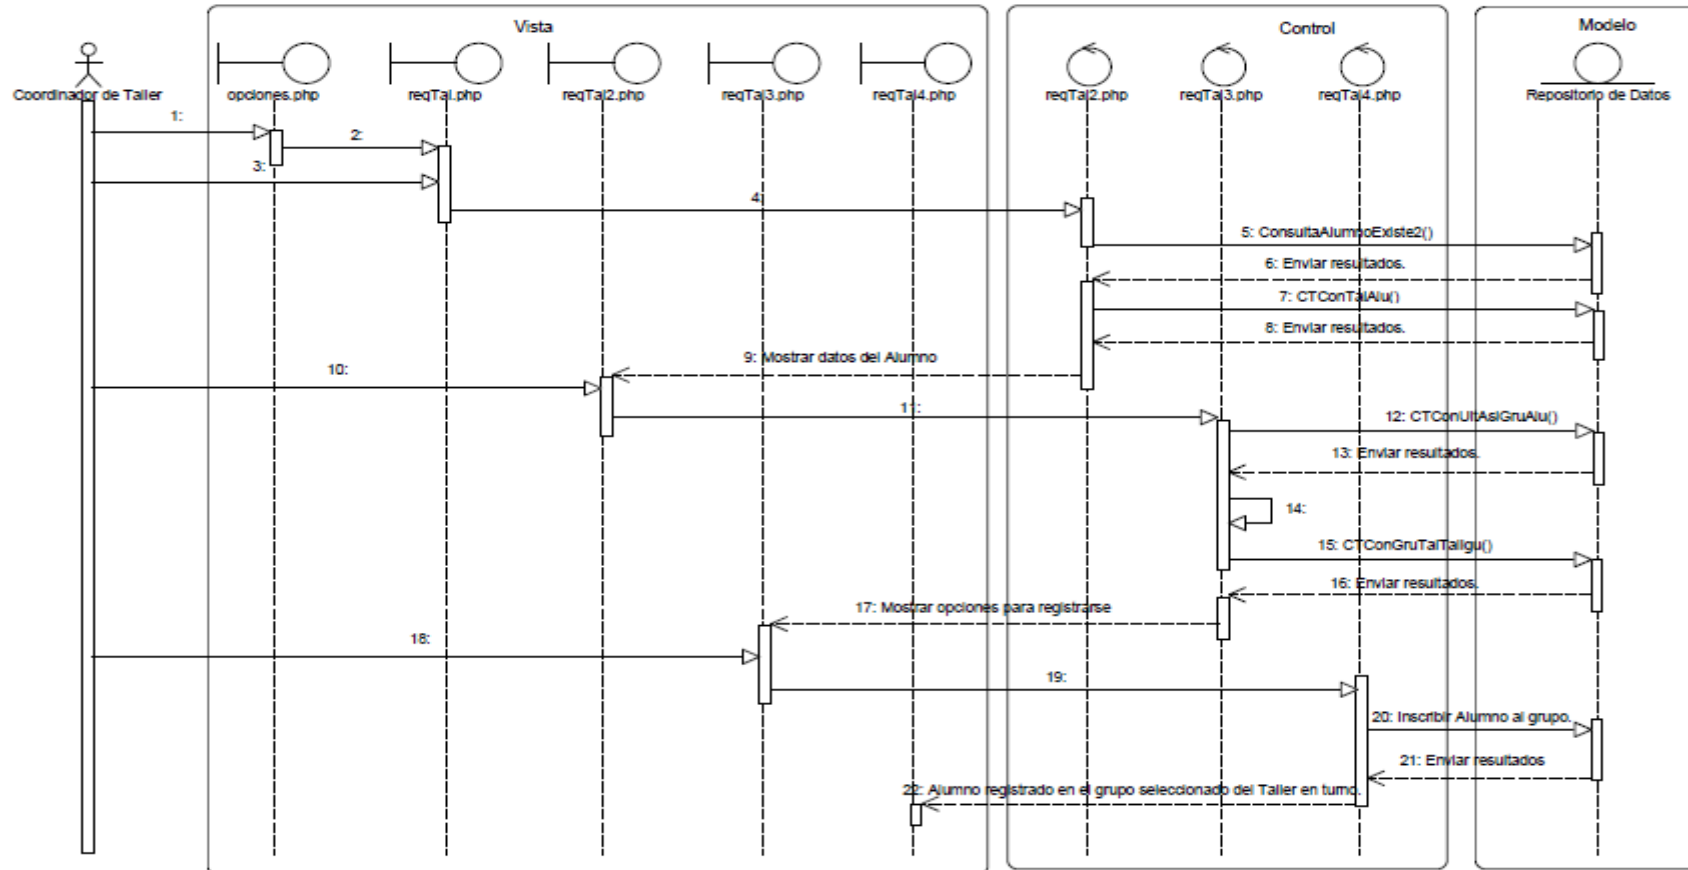 Vista
Control
Modelo
Coordinador de Taller
opciones.php
reqTal.php
reqTal2.php
reqTal3.php
reqTal4.php
reqTal2.php
reqTal3.php
reqTal4.php
Repositorio de Datos
1:
2:
3:
4:
5: ConsultaAlumnoExiste2()
6: Enviar resultados.
7: CTConTalAlu()
8: Enviar resultados.
9: Mostrar datos del Alumno
10:
11:
12: CTConUltAsiGruAlu()
13: Enviar resultados.
14:
15: CTConGruTalTalIgu()
16: Enviar resultados.
17: Mostrar opciones para registrarse
18:
19:
20: Inscribir Alumno al grupo.
21: Enviar resultados
22: Alumno registrado en el grupo seleccionado del Taller en turno.